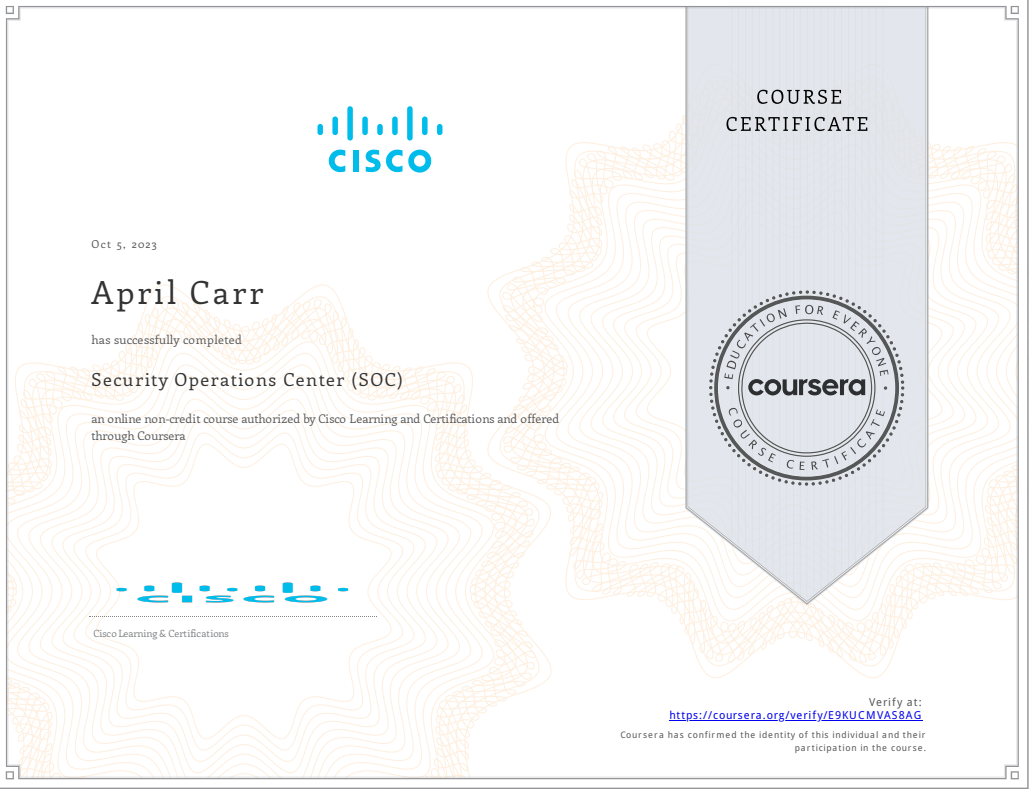 COURSE
CERTIFICATE
CISCO
Oct 5, 2023
April Carr
has successfully completed
Security Operations Center (SOC)
an online non-credit course authorized by Cisco Learning and Certifications and offered
through Coursera
EDUCATION FOR EVERYONE
coursera
COURSE CERTIFICATE
CISCO
Cisco Learning & Certifications
Verify at:
https://coursera.org/verify/E9KUCMVAS8AG
Coursera has confirmed the identity of this individual and their
participation in the course.